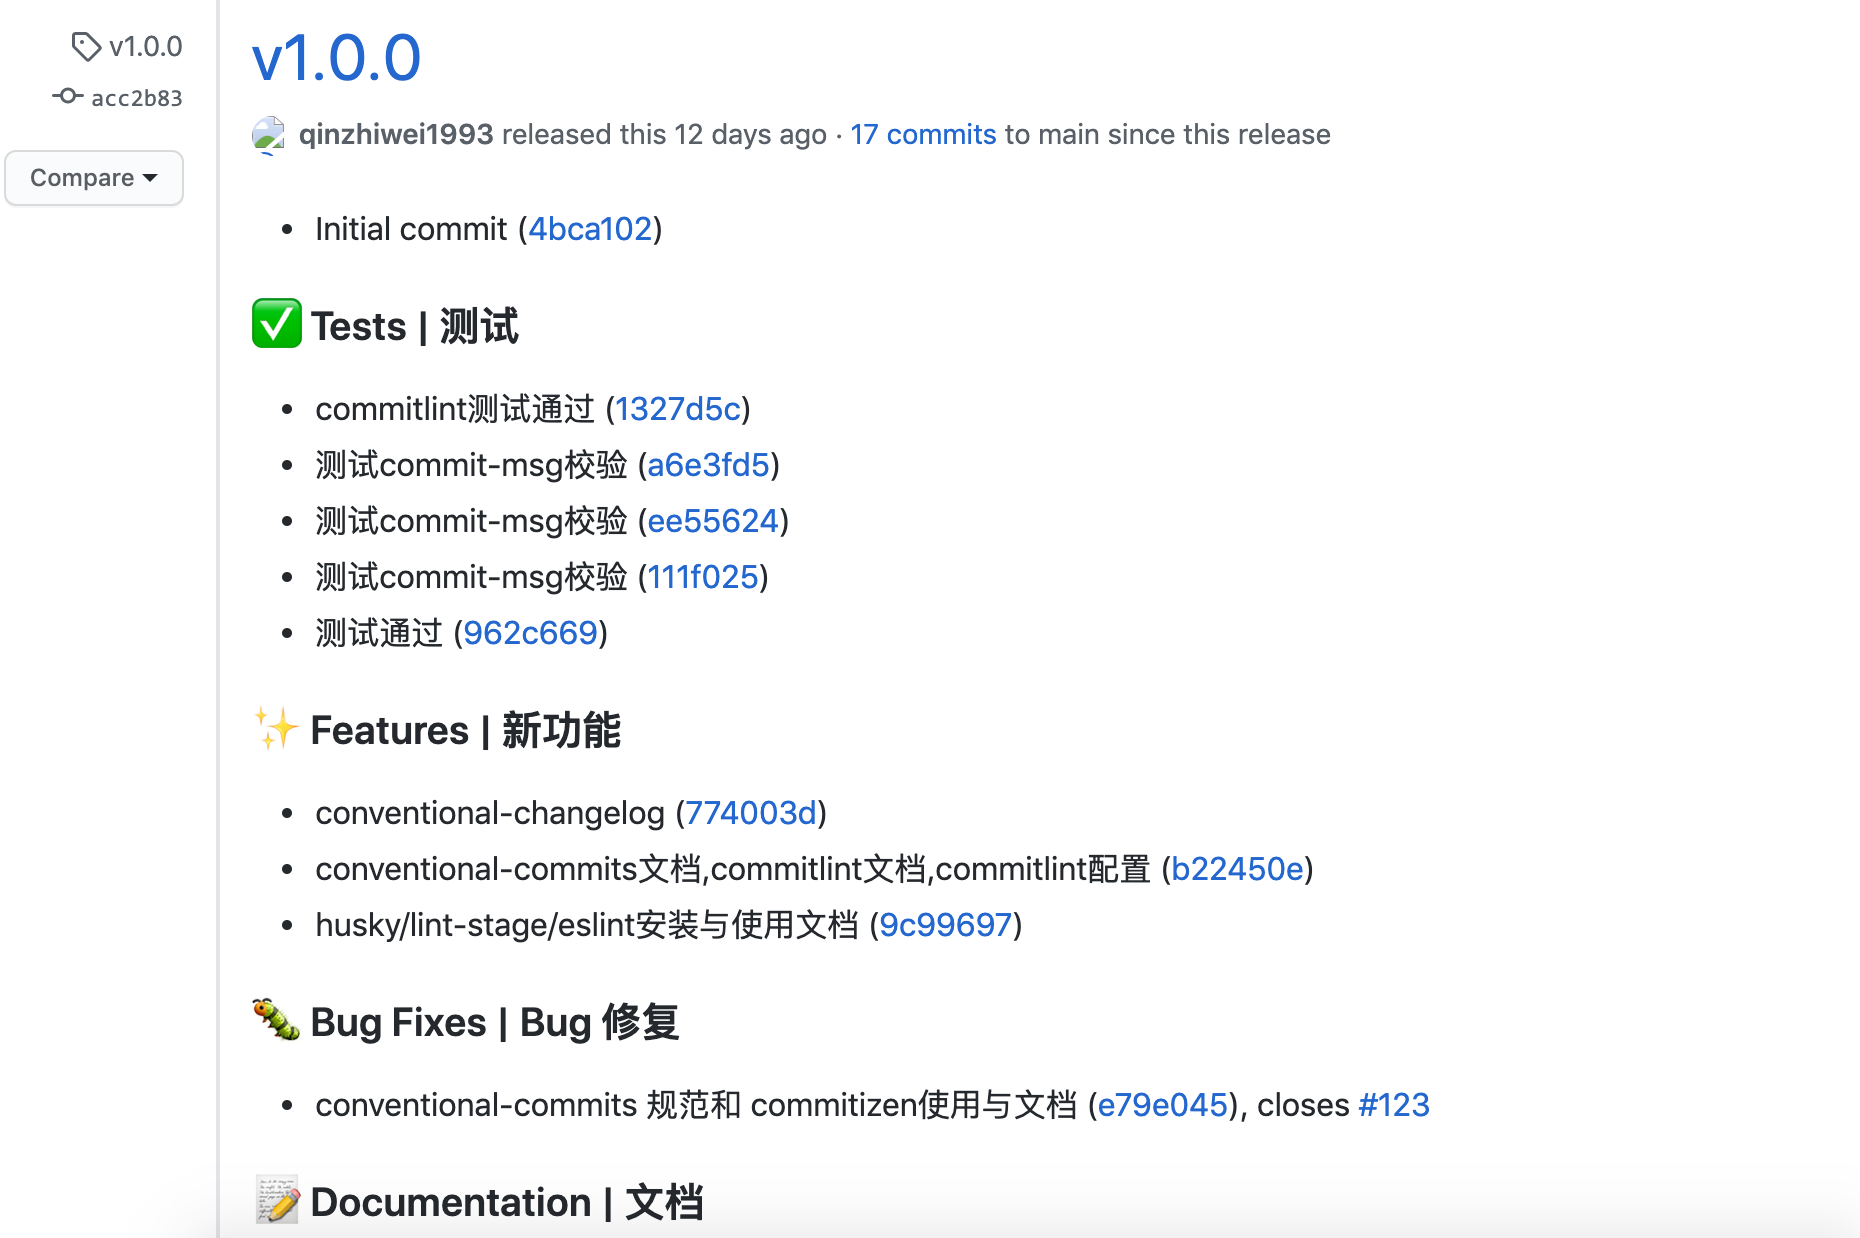 v1.0.0
acc2b83
Compare
v1.0.0
qinzhiwei1993 released this 12 days ago · 17 commits to main since this release
• Initial commit (4bca102)
✅ Tests | 测试
• commitlint测试通过 (1327d5c)
• 测试commit-msg校验 (a6e3fd5)
• 测试commit-msg校验 (ee55624)
• 测试commit-msg校验 (111f025)
• 测试通过 (962c669)
✨ Features | 新功能
• conventional-changelog (774003d)
• conventional-commits文档,commitlint文档,commitlint配置 (b22450e)
• husky/lint-stage/eslint安装与使用文档 (9c99697)
🐛 Bug Fixes | Bug 修复
• conventional-commits 规范和 commitizen使用与文档 (e79e045), closes #123
📝 Documentation | 文档